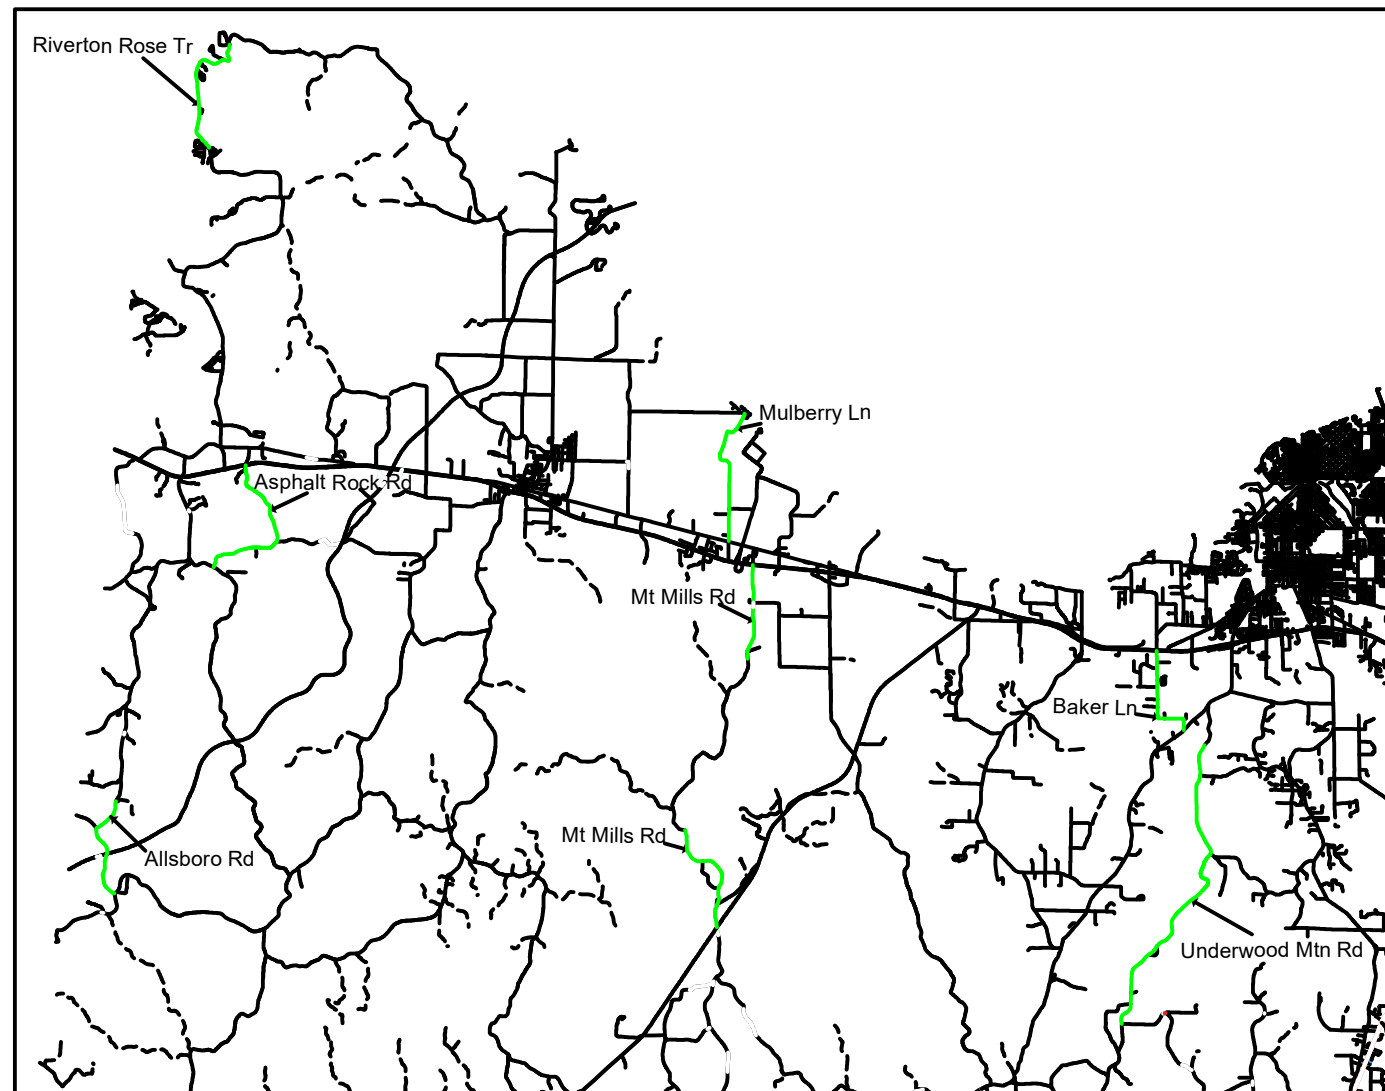 Riverton Rose Tr
Mulberry Ln
Asphalt Rock Rd
Mt Mills Rd
Baker Ln
Mt Mills Rd
Allsboro Rd
Underwood Mtn Rd